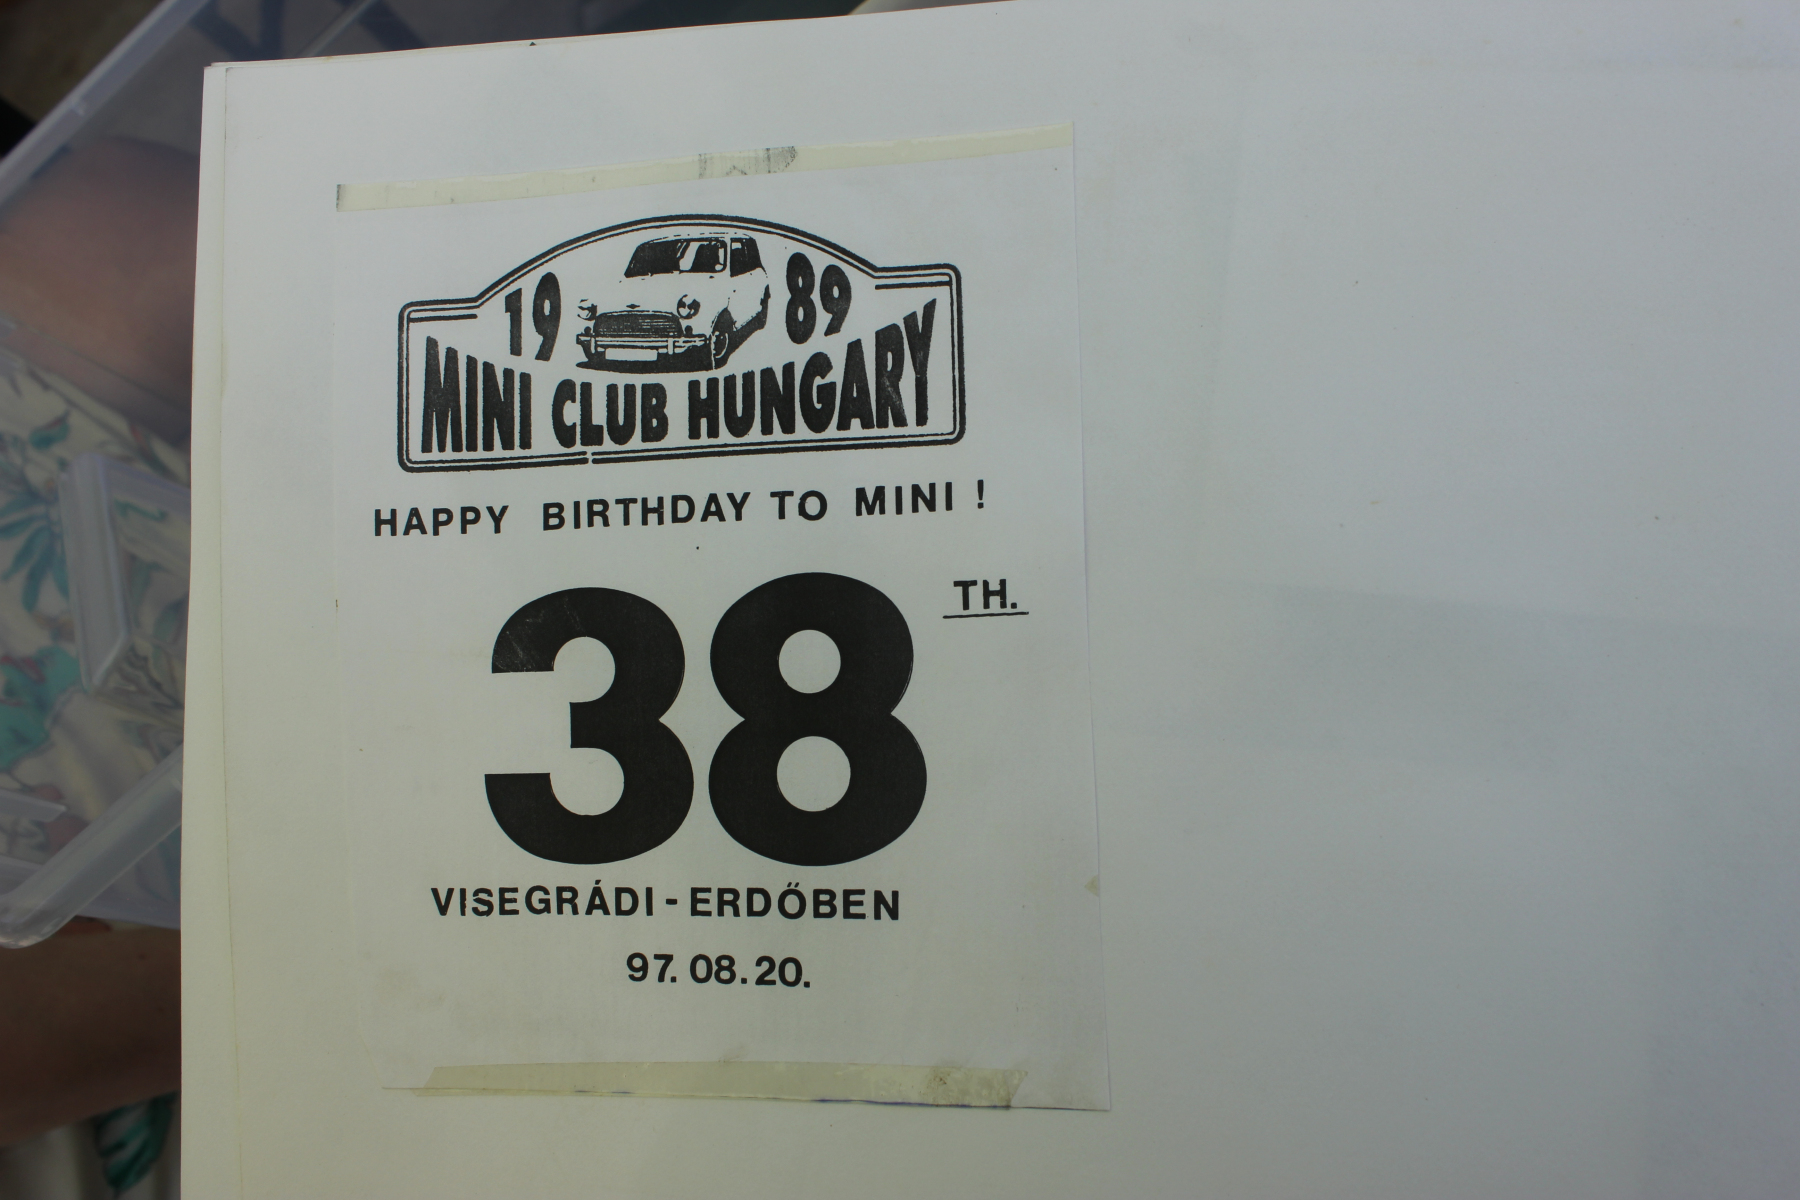 19 89
MINI CLUB HUNGARY
HAPPY BIRTHDAY TO MINI !
38 TH.
VISEGRÁDI - ERDŐBEN
97. 08. 20.